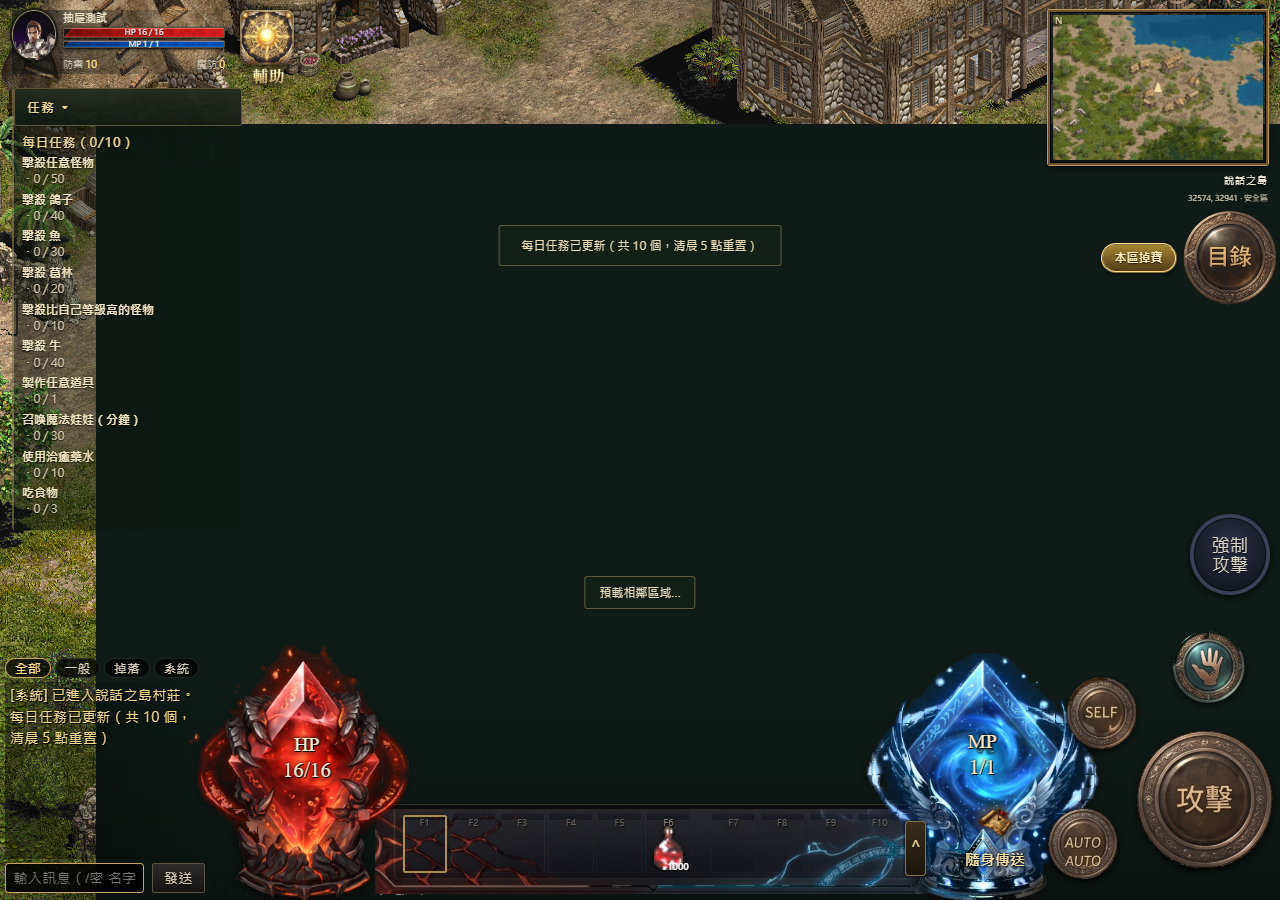 抽屜測試
HP 16 / 16
MP 1 / 1
防禦 10
魔防 0
輔助
N
說話之島
32574, 32941 · 安全區
任務
每日任務 ( 0/10 )
擊殺任意怪物
· 0 / 50
擊殺 鴿子
· 0 / 40
擊殺 魚
· 0 / 30
擊殺 葛林
· 0 / 20
擊殺比自己等級高的怪物
· 0 / 10
擊殺 牛
· 0 / 40
製作任意道具
· 0 / 1
召喚魔法娃娃 ( 分鐘 )
· 0 / 30
使用治癒藥水
· 0 / 10
吃食物
· 0 / 3
每日任務已更新 ( 共 10 個，清晨 5 點重置 )
本區掉寶
目錄
預載相鄰區域...
強制
攻擊
全部
一般
掉落
系統
[系統] 已進入說話之島村莊。
每日任務已更新 ( 共 10 個，
清晨 5 點重置 )
HP
16/16
MP
1/1
SELF
攻擊
AUTO
AUTO
F1
F2
F3
F4
F5
F6
F7
F8
F9
F10
1000
^
隨身傳送
輸入訊息 ( /密 名字
發送